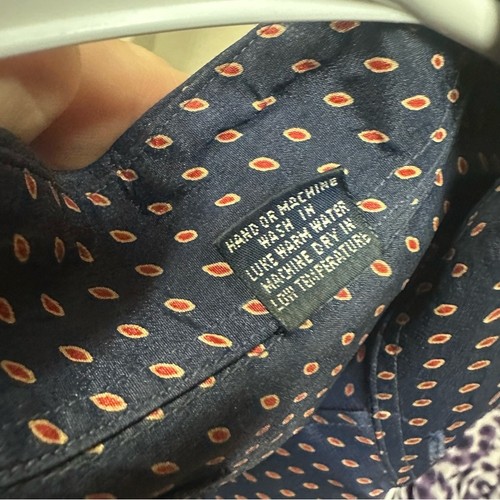 HAND OR MACHINE
WASH IN
LUKE WARM WATER
MACHINE DRY IN
LOW TEMPERATURE